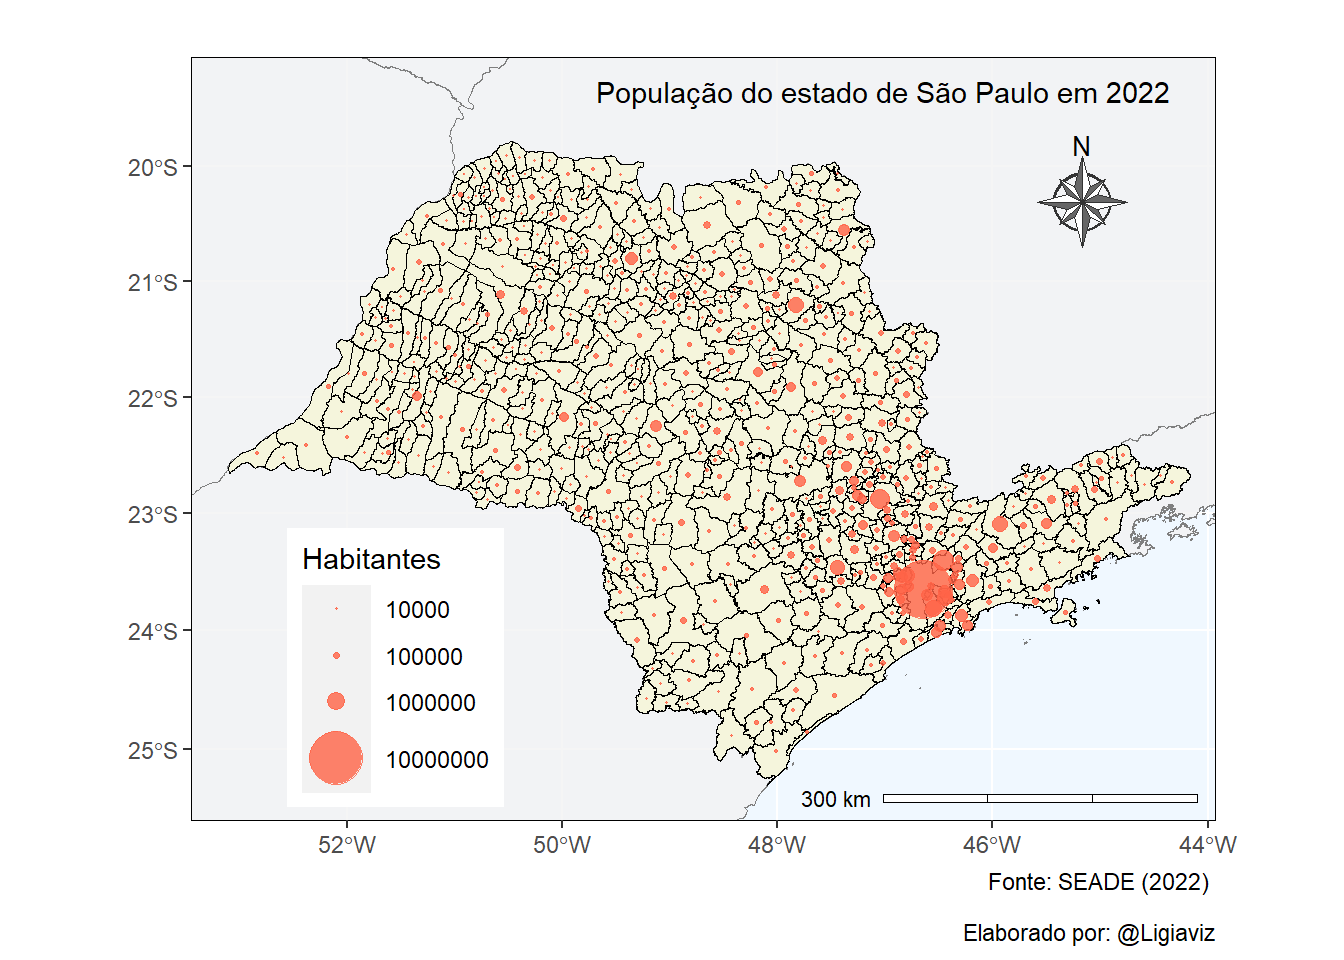 População do estado de São Paulo em 2022
N
20°S
21°S
22°S
23°S
24°S
25°S
Habitantes
10000
100000
1000000
10000000
300 km
52°W
50°W
48°W
46°W
44°W
Fonte: SEADE (2022)
Elaborado por: @Ligiaviz